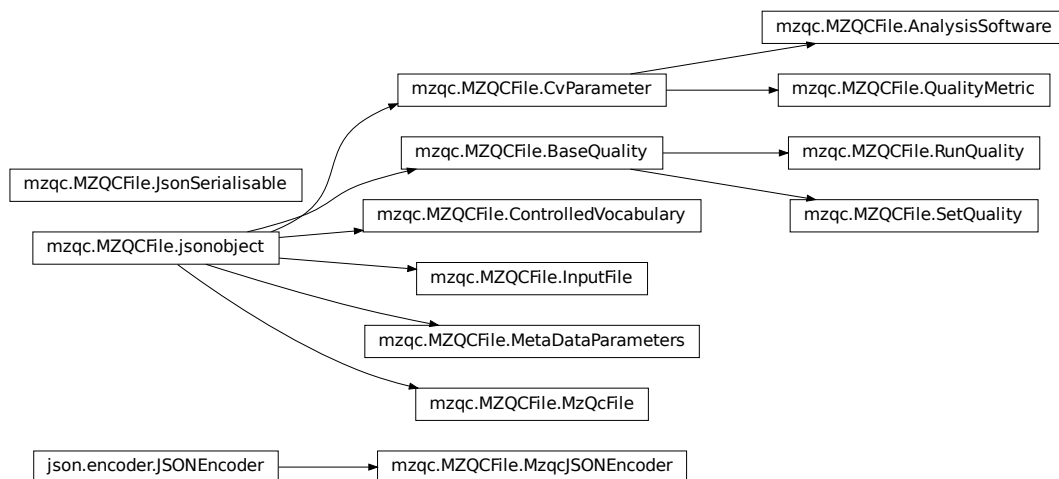 mzqc.MZQCFile.AnalysisSoftware
mzqc.MZQCFile.CvParameter
mzqc.MZQCFile.QualityMetric
mzqc.MZQCFile.BaseQuality
mzqc.MZQCFile.RunQuality
mzqc.MZQCFile.JsonSerialisable
mzqc.MZQCFile.ControlledVocabulary
mzqc.MZQCFile.SetQuality
mzqc.MZQCFile.jsonobject
mzqc.MZQCFile.InputFile
mzqc.MZQCFile.MetaDataParameters
mzqc.MZQCFile.MzQcFile
json.encoder.JSONEncoder
mzqc.MZQCFile.MzqcJSONEncoder